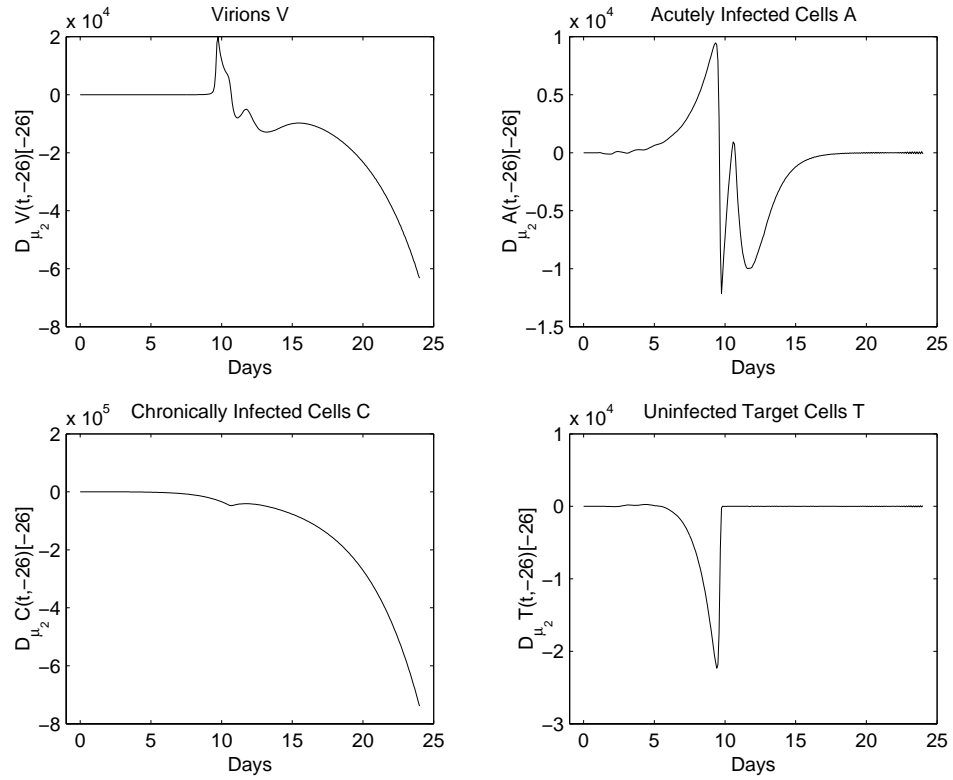 Virions V
x 10^4
2
0
−2
−4
−6
−8
0 5 10 15 20 25
Days
D_μ₂ V(t,−26)[−26]
Acutely Infected Cells A
x 10^4
1
0.5
0
−0.5
−1
−1.5
0 5 10 15 20 25
Days
D_μ₂ A(t,−26)[−26]
Chronically Infected Cells C
x 10^5
2
0
−2
−4
−6
−8
0 5 10 15 20 25
Days
D_μ₂ C(t,−26)[−26]
Uninfected Target Cells T
x 10^4
1
0
−1
−2
−3
0 5 10 15 20 25
Days
D_μ₂ T(t,−26)[−26]